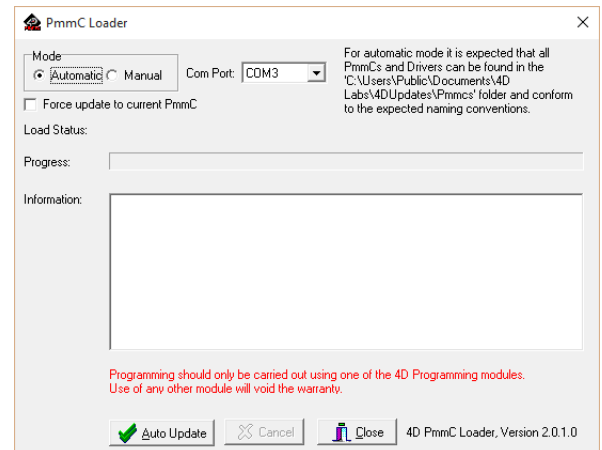 PmmC Loader
Mode
Automatic Manual
Com Port: COM3
For automatic mode it is expected that all
PmmCs and Drivers can be found in the
'C:\Users\Public\Documents\4D
Labs\4DUpdates\Pmmcs' folder and conform
to the expected naming conventions.
Force update to current PmmC
Load Status:
Progress:
Information:
Programming should only be carried out using one of the 4D Programming modules.
Use of any other module will void the warranty.
Auto Update Cancel Close 4D PmmC Loader, Version 2.0.1.0